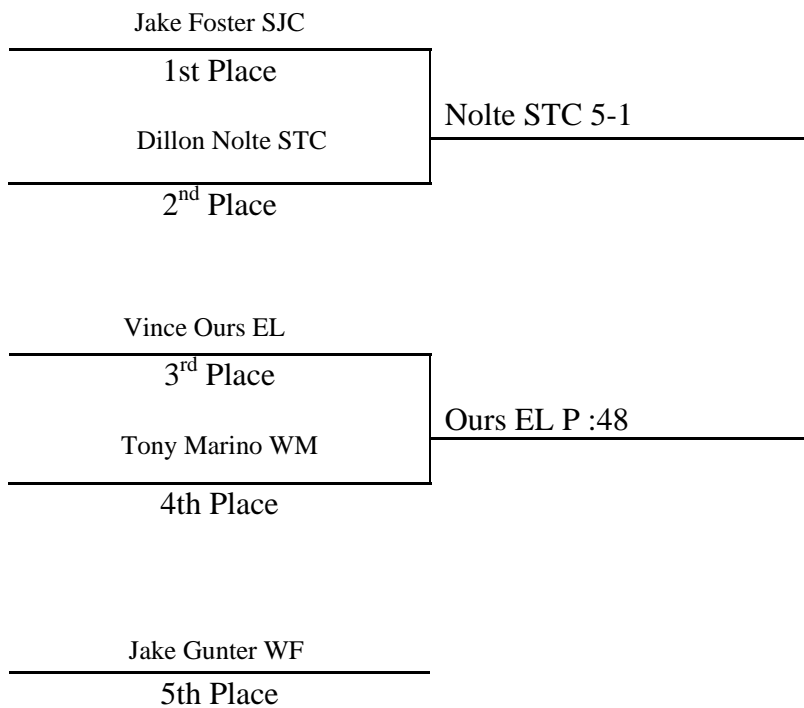 Jake Foster SJC
1st Place
Nolte STC 5-1
Dillon Nolte STC
2nd Place
Vince Ours EL
3rd Place
Ours EL P :48
Tony Marino WM
4th Place
Jake Gunter WF
5th Place